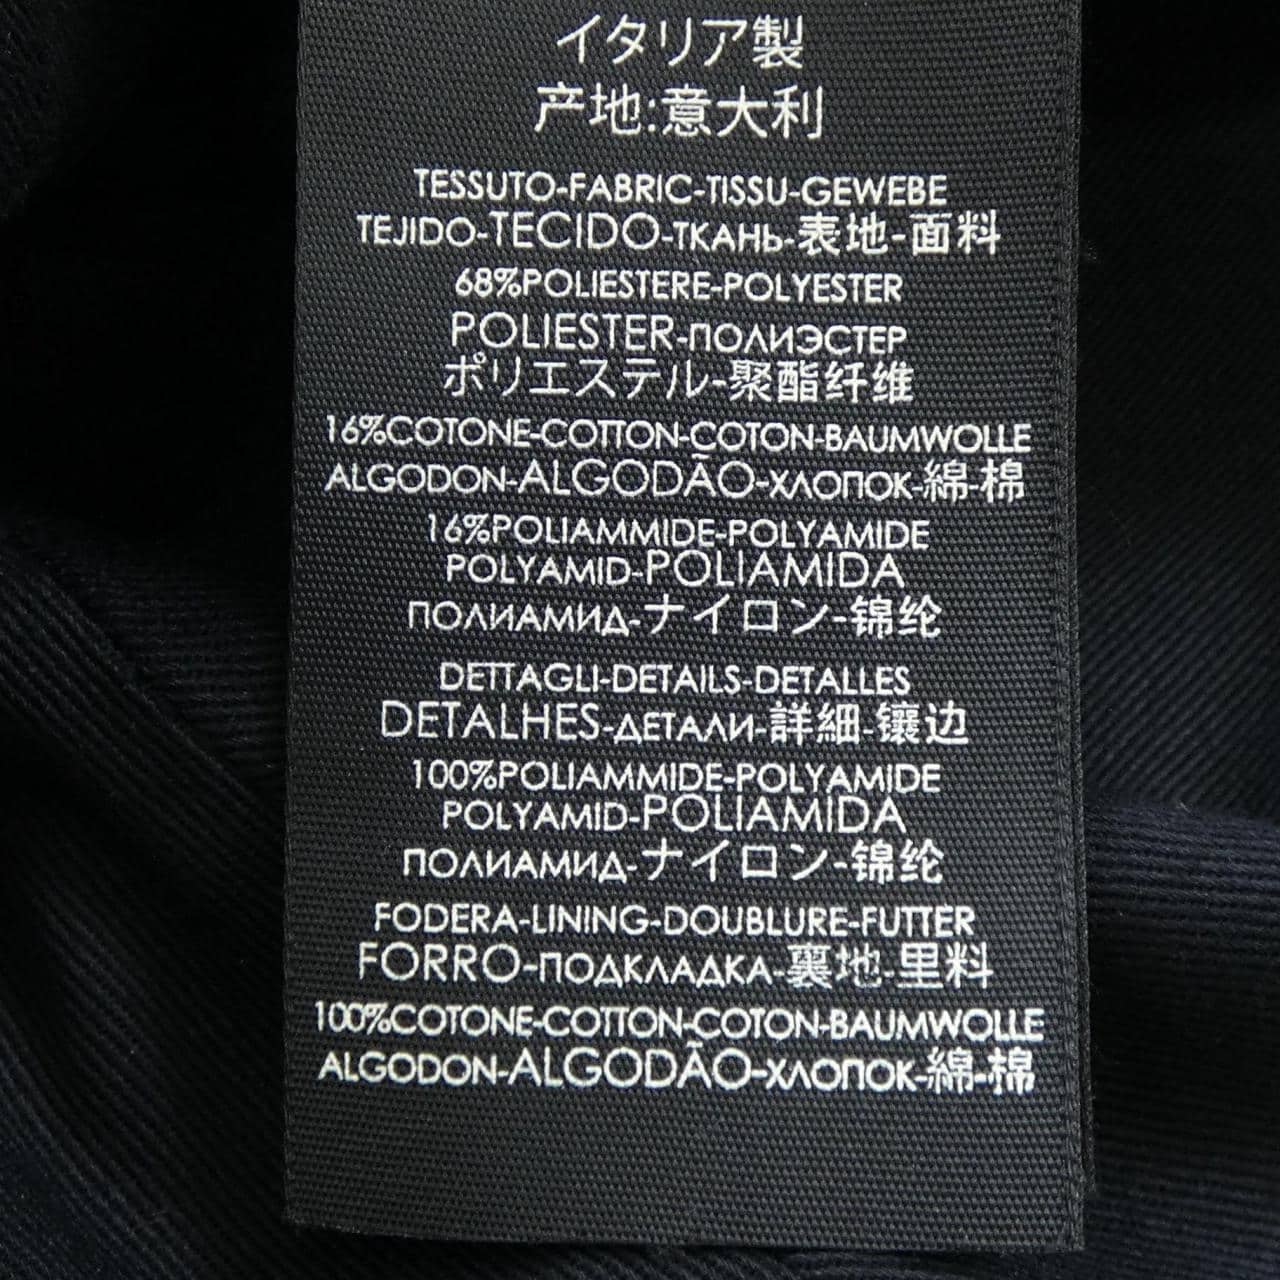 イタリア製
产地:意大利
TESSUTO-FABRIC-TISSU-GEWEBE
TEJIDO-TECIDO-ТКАНЬ-表地-面料
68%POLIESTERE-POLYESTER
POLIESTER-ПОЛИЭСТЕР
ポリエステル-聚酯纤维
16%COTONE-COTTON-COTON-BAUMWOLLE
ALGODON-ALGODÃO-ХЛОПОК-綿-棉
16%POLIAMMIDE-POLYAMIDE
POLYAMID-POLIAMIDA
ПОЛИАМИД-ナイロン-锦纶
DETTAGLI-DETAILS-DETALLES
DETALHES-ДЕТАЛИ-詳細-镶边
100%POLIAMMIDE-POLYAMIDE
POLYAMID-POLIAMIDA
ПОЛИАМИД-ナイロン-锦纶
FODERA-LINING-DOUBLURE-FUTTER
FORRO-ПОДКЛАДКА-裏地-里料
100%COTONE-COTTON-COTON-BAUMWOLLE
ALGODON-ALGODÃO-ХЛОПОК-綿-棉